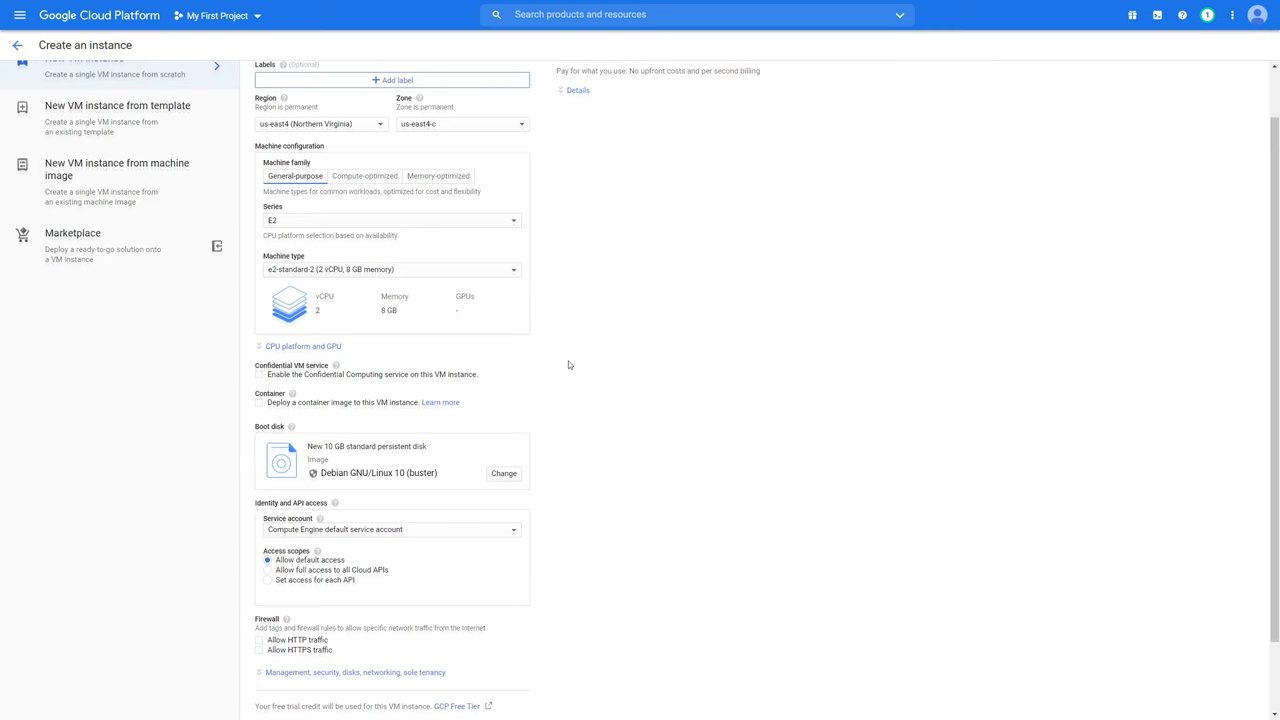 Google Cloud Platform
My First Project
Search products and resources
1
Create an instance
Create a single VM instance from scratch
New VM instance from template
Create a single VM instance from
an existing template
New VM instance from machine
image
Create a single VM instance from
an existing machine image
Marketplace
Deploy a ready-to-go solution onto
a VM instance
Labels ? (Optional)
+ Add label
Region ?
Region is permanent
us-east4 (Northern Virginia)
Zone ?
Zone is permanent
us-east4-c
Machine configuration
Machine family
General-purpose Compute-optimized Memory-optimized
Machine types for common workloads, optimized for cost and flexibility
Series
E2
CPU platform selection based on availability
Machine type
e2-standard-2 (2 vCPU, 8 GB memory)
vCPU Memory GPUs
2 8 GB -
CPU platform and GPU
Confidential VM service ?
Enable the Confidential Computing service on this VM instance.
Container ?
Deploy a container image to this VM instance. Learn more
Boot disk ?
New 10 GB standard persistent disk
Image
Debian GNU/Linux 10 (buster)
Change
Identity and API access ?
Service account ?
Compute Engine default service account
Access scopes ?
Allow default access
Allow full access to all Cloud APIs
Set access for each API
Firewall ?
Add tags and firewall rules to allow specific network traffic from the Internet
Allow HTTP traffic
Allow HTTPS traffic
Management, security, disks, networking, sole tenancy
Your free trial credit will be used for this VM instance. GCP Free Tier
Pay for what you use: No upfront costs and per second billing
Details